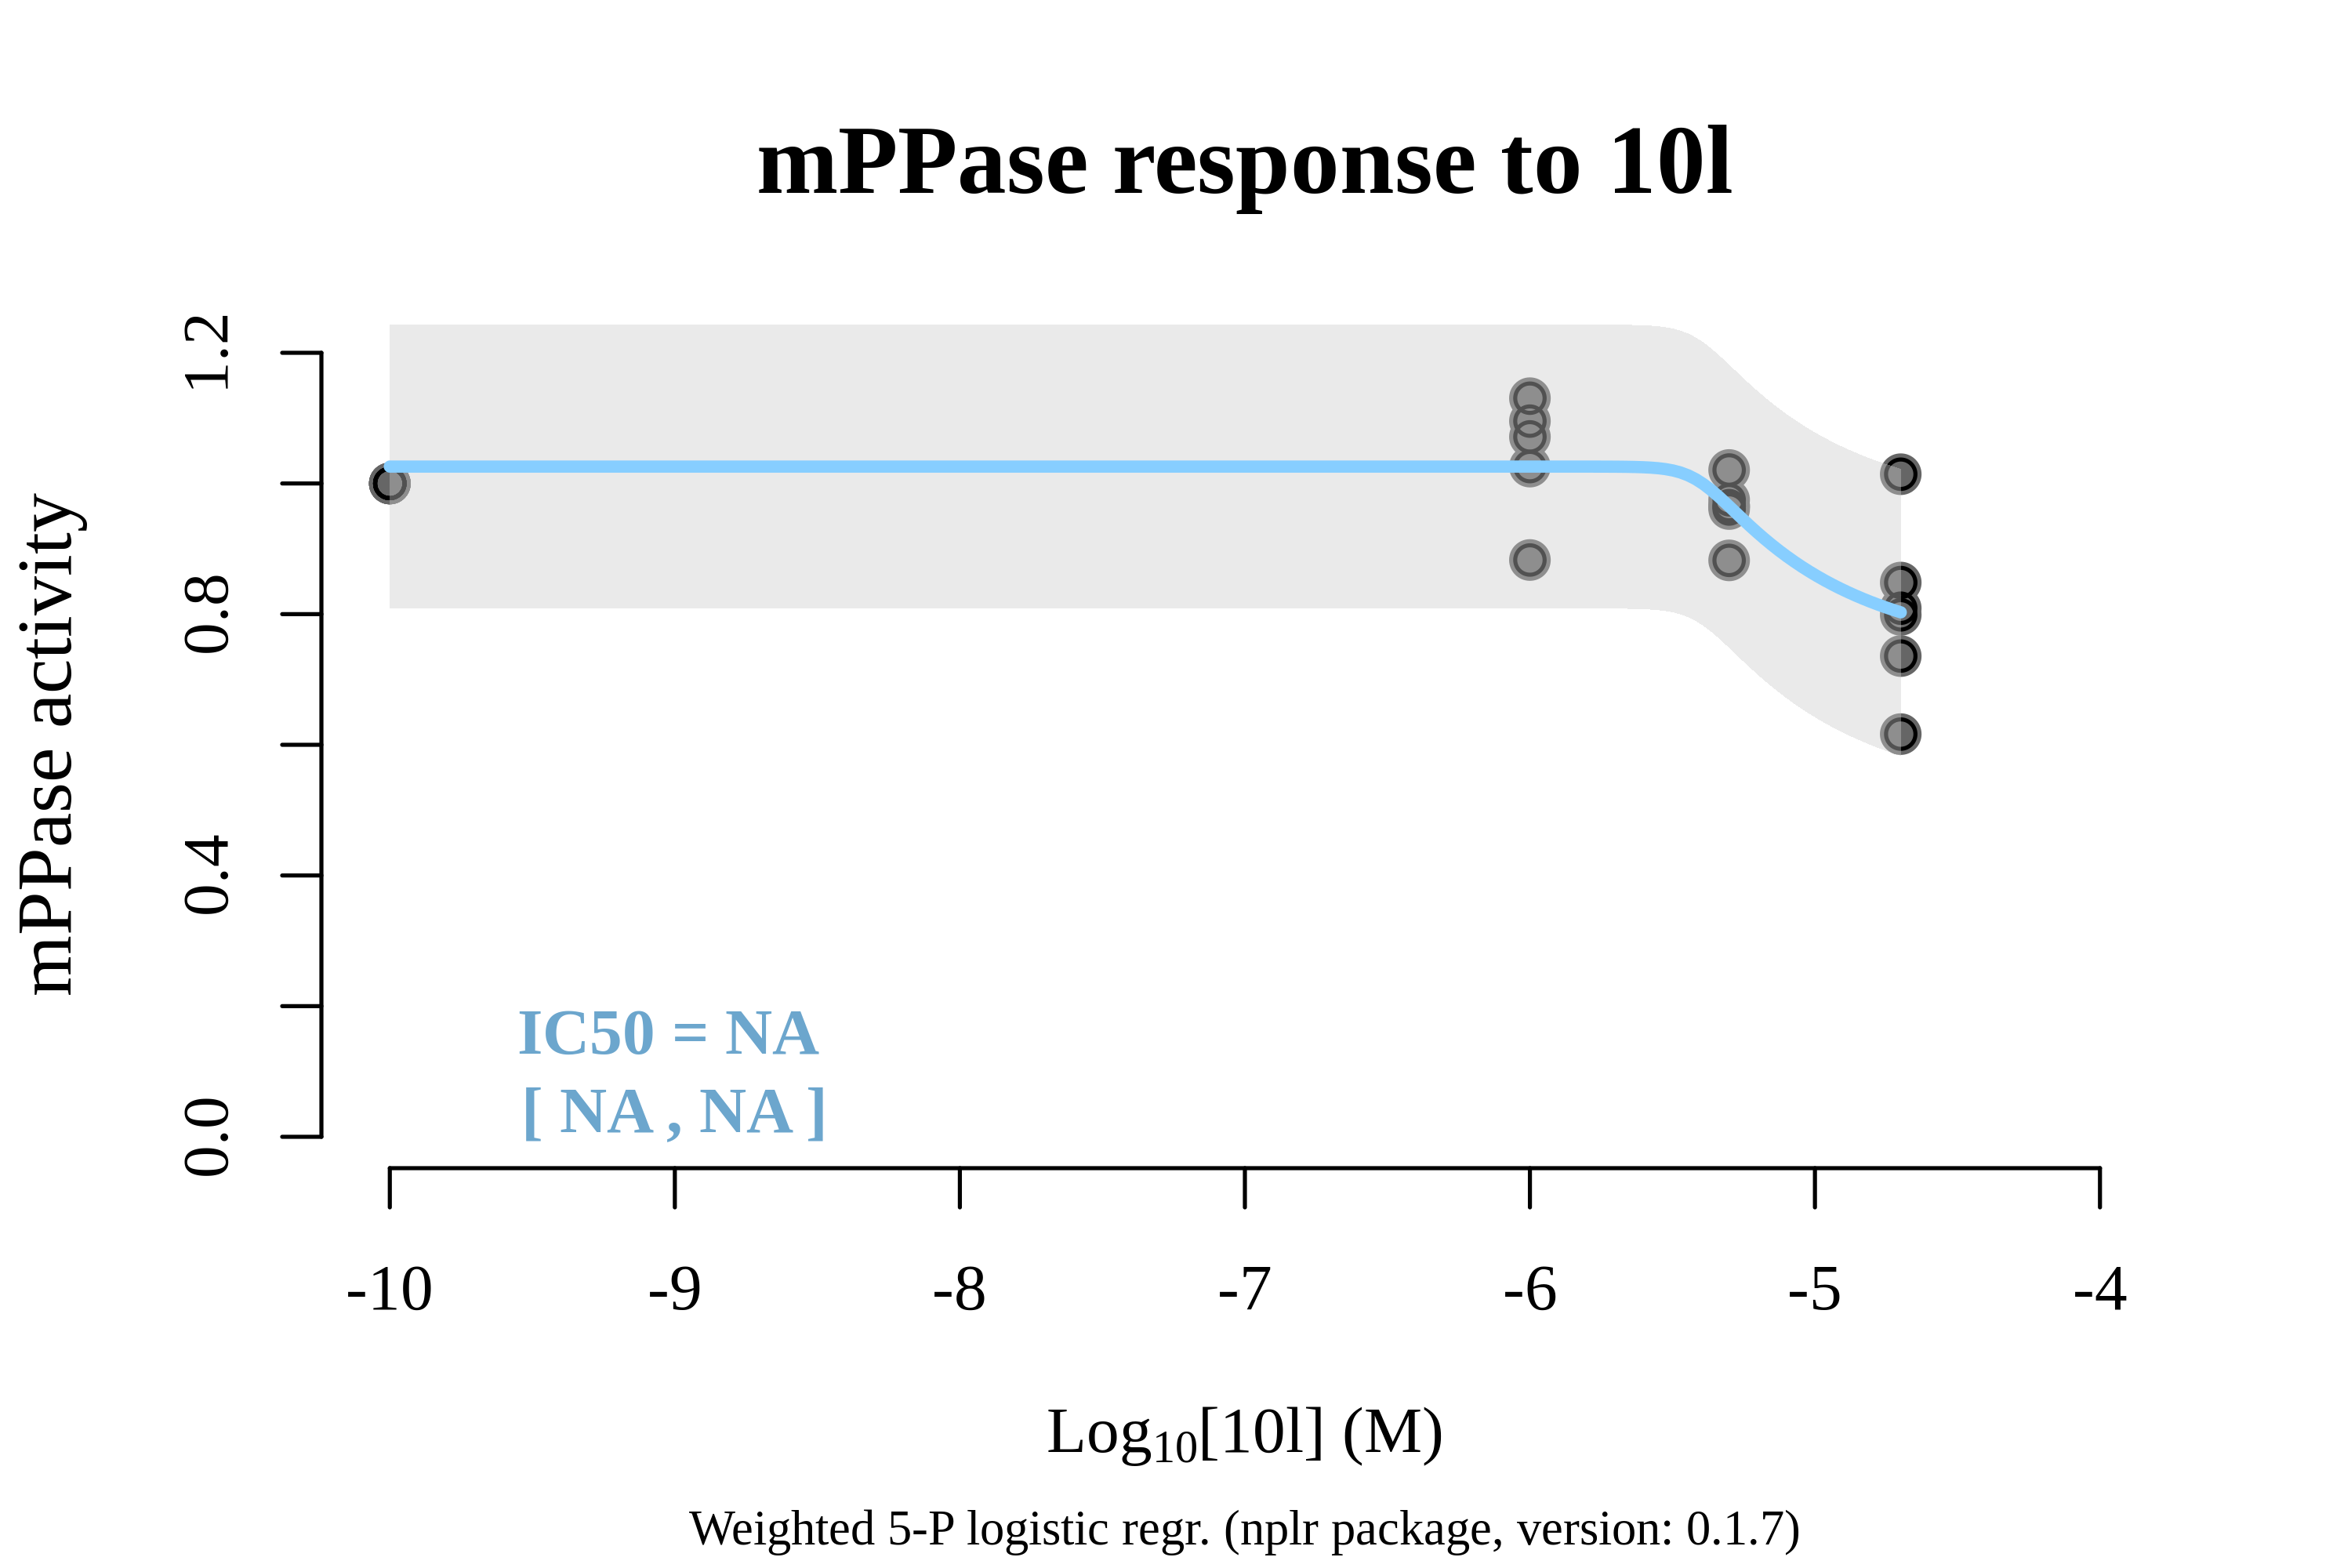 mPPase response to 10l
mPPase activity
1.2
0.8
0.4
0.0
IC50 = NA
[ NA , NA ]
-10 -9 -8 -7 -6 -5 -4
Log10[10l] (M)
Weighted 5-P logistic regr. (nplr package, version: 0.1.7)